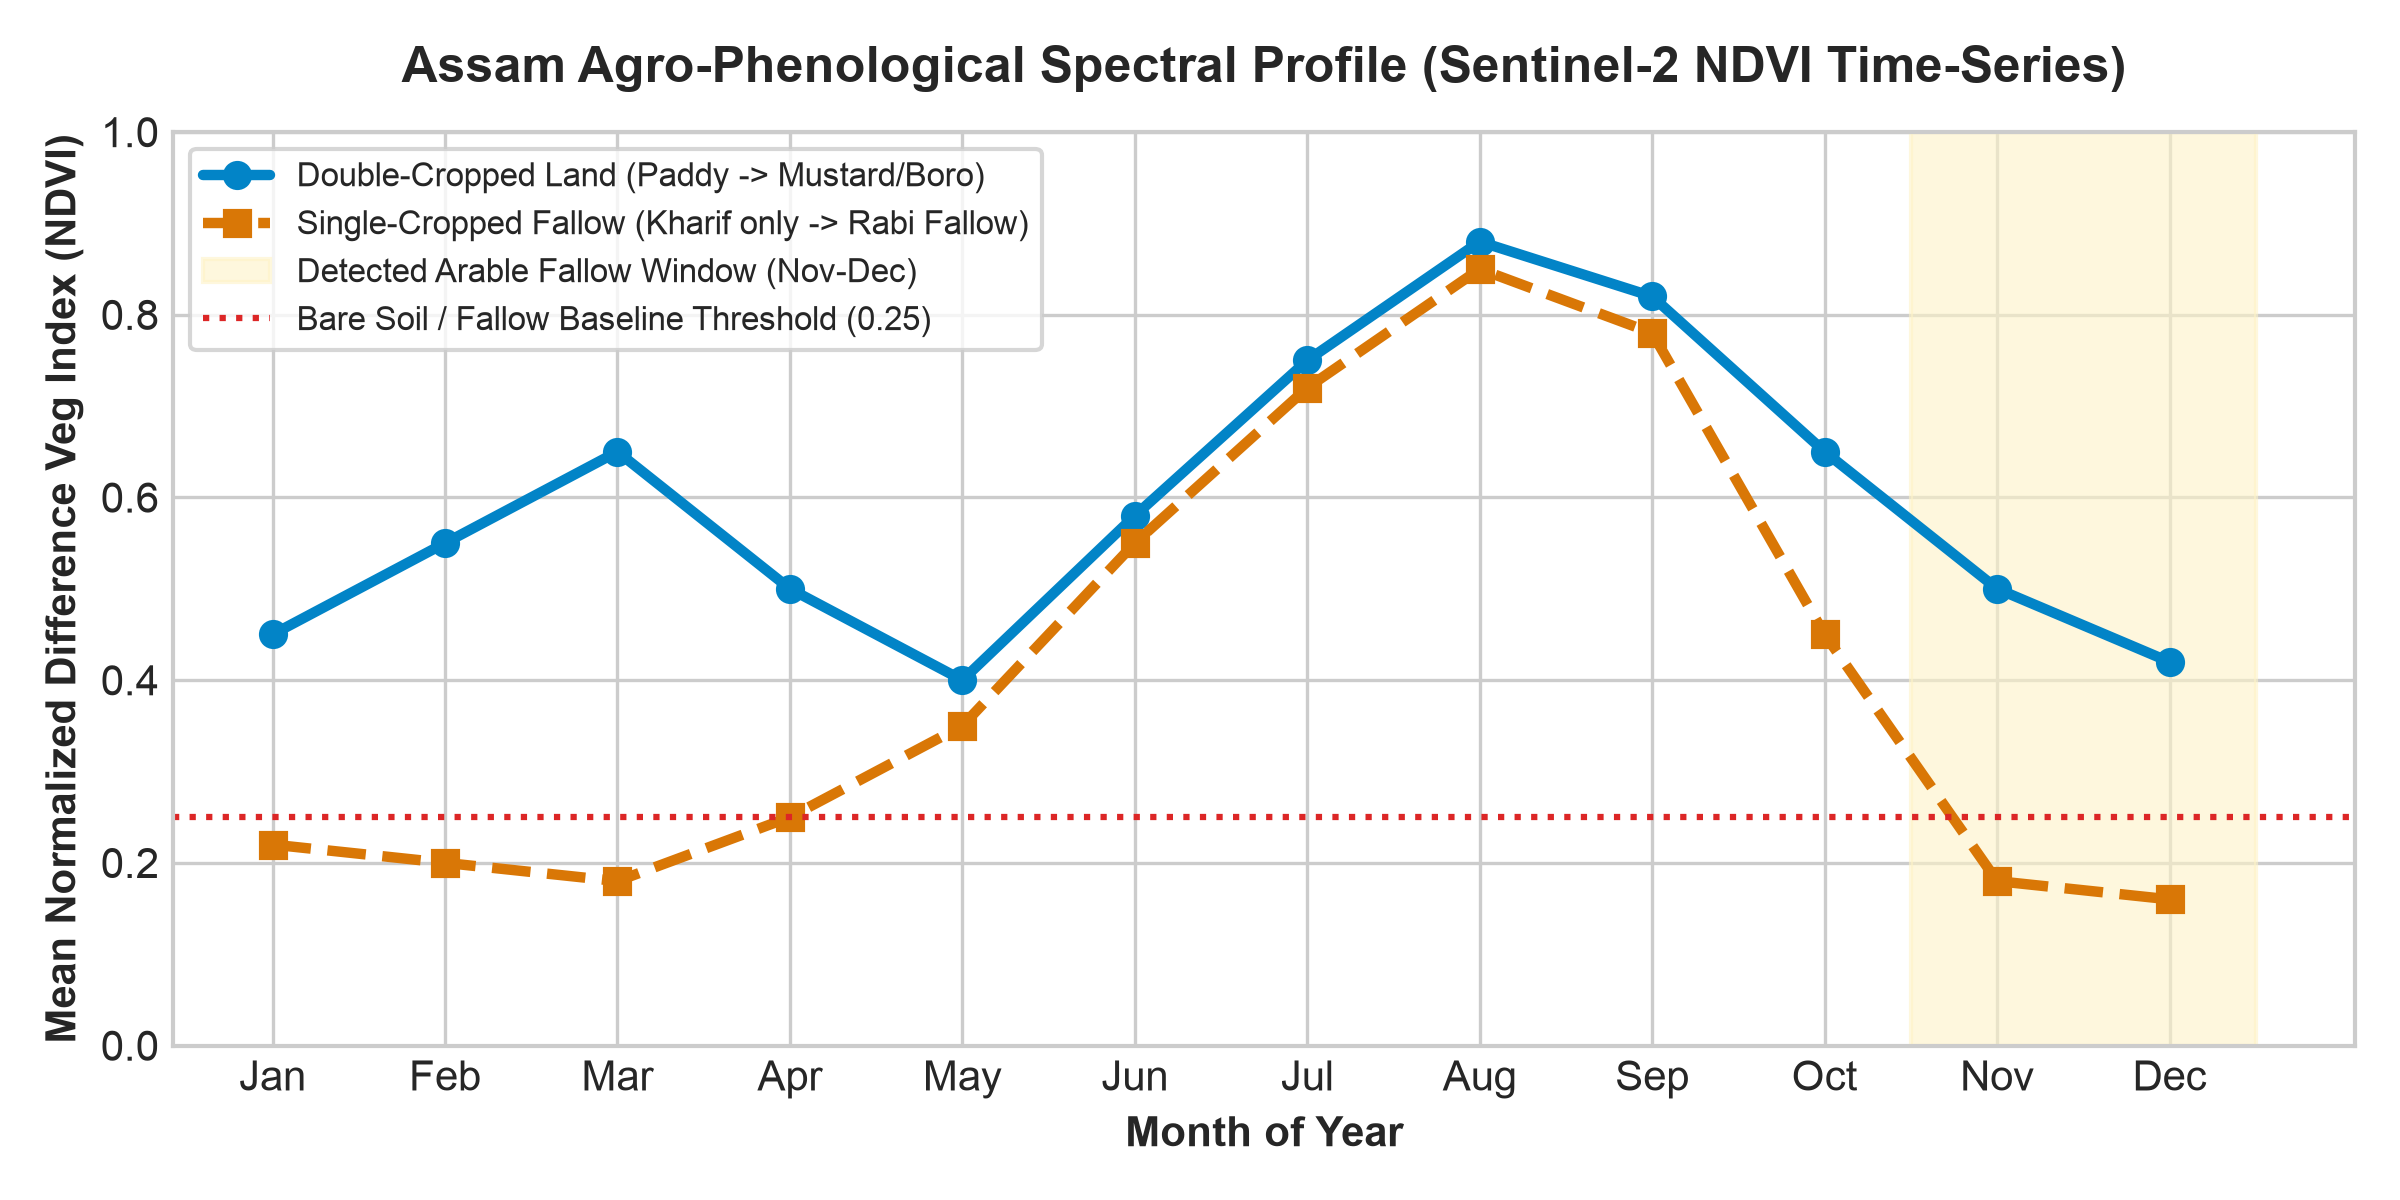 Assam Agro-Phenological Spectral Profile (Sentinel-2 NDVI Time-Series)
Mean Normalized Difference Veg Index (NDVI)
1.0
0.8
0.6
0.4
0.2
0.0
Double-Cropped Land (Paddy -> Mustard/Boro)
Single-Cropped Fallow (Kharif only -> Rabi Fallow)
Detected Arable Fallow Window (Nov-Dec)
Bare Soil / Fallow Baseline Threshold (0.25)
Jan Feb Mar Apr May Jun Jul Aug Sep Oct Nov Dec
Month of Year